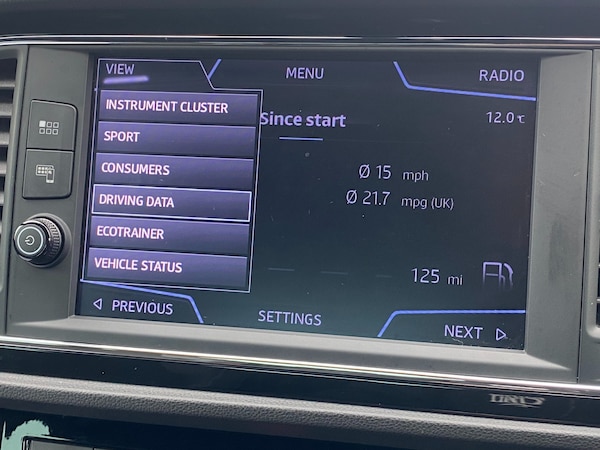 VIEW
MENU
RADIO
INSTRUMENT CLUSTER
SPORT
CONSUMERS
DRIVING DATA
ECOTRAINER
VEHICLE STATUS
Since start
12.0 ℃
Ø 15 mph
Ø 21.7 mpg (UK)
125 mi
PREVIOUS
SETTINGS
NEXT